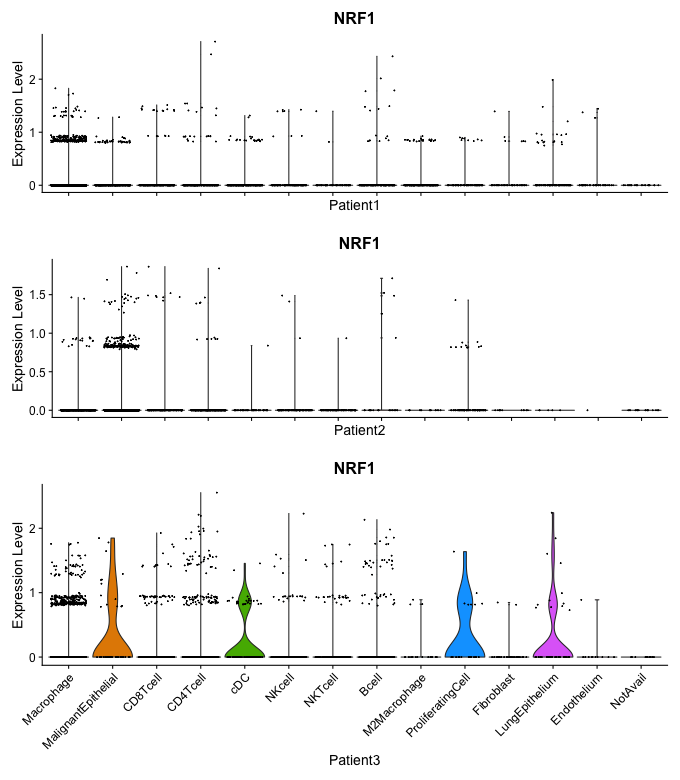 NRF1
Expression Level
2
1
0
Patient1
NRF1
Expression Level
1.5
1.0
0.5
0.0
Patient2
NRF1
Expression Level
2
1
0
Macrophage
MalignantEpithelial
CD8Tcell
CD4Tcell
cDC
NKcell
NKTcell
Bcell
M2Macrophage
ProliferatingCell
Fibroblast
LungEpithelium
Endothelium
NotAvail
Patient3